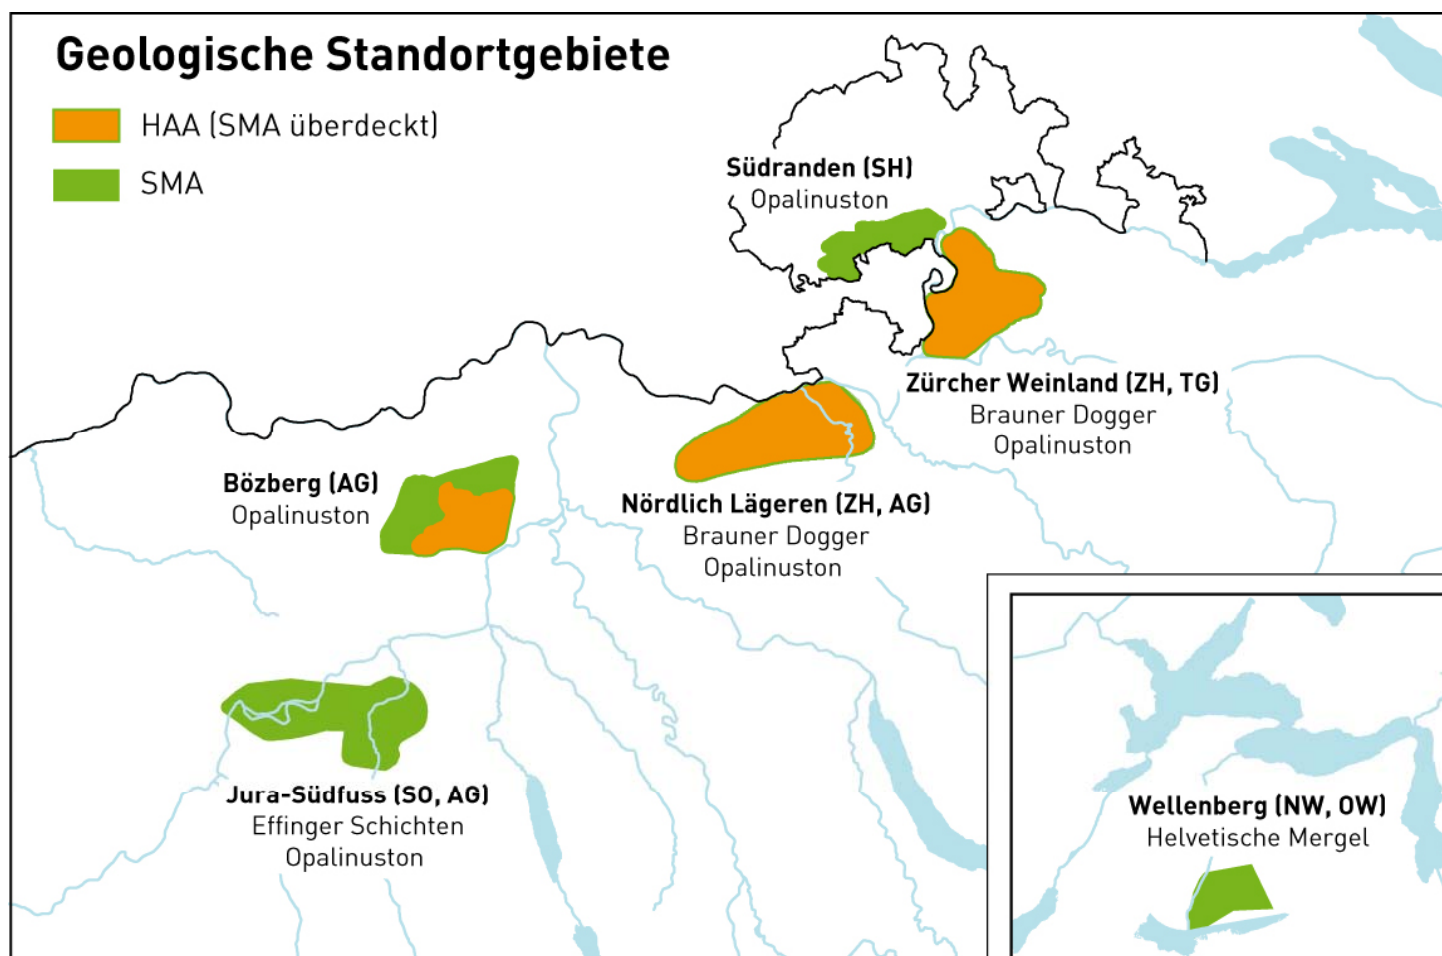 Geologische Standortgebiete
HAA (SMA überdeckt)
SMA
Südranden (SH)
Opalinuston
Zürcher Weinland (ZH, TG)
Brauner Dogger
Opalinuston
Bözberg (AG)
Opalinuston
Nördlich Lägeren (ZH, AG)
Brauner Dogger
Opalinuston
Jura-Südfuss (SO, AG)
Effinger Schichten
Opalinuston
Wellenberg (NW, OW)
Helvetische Mergel